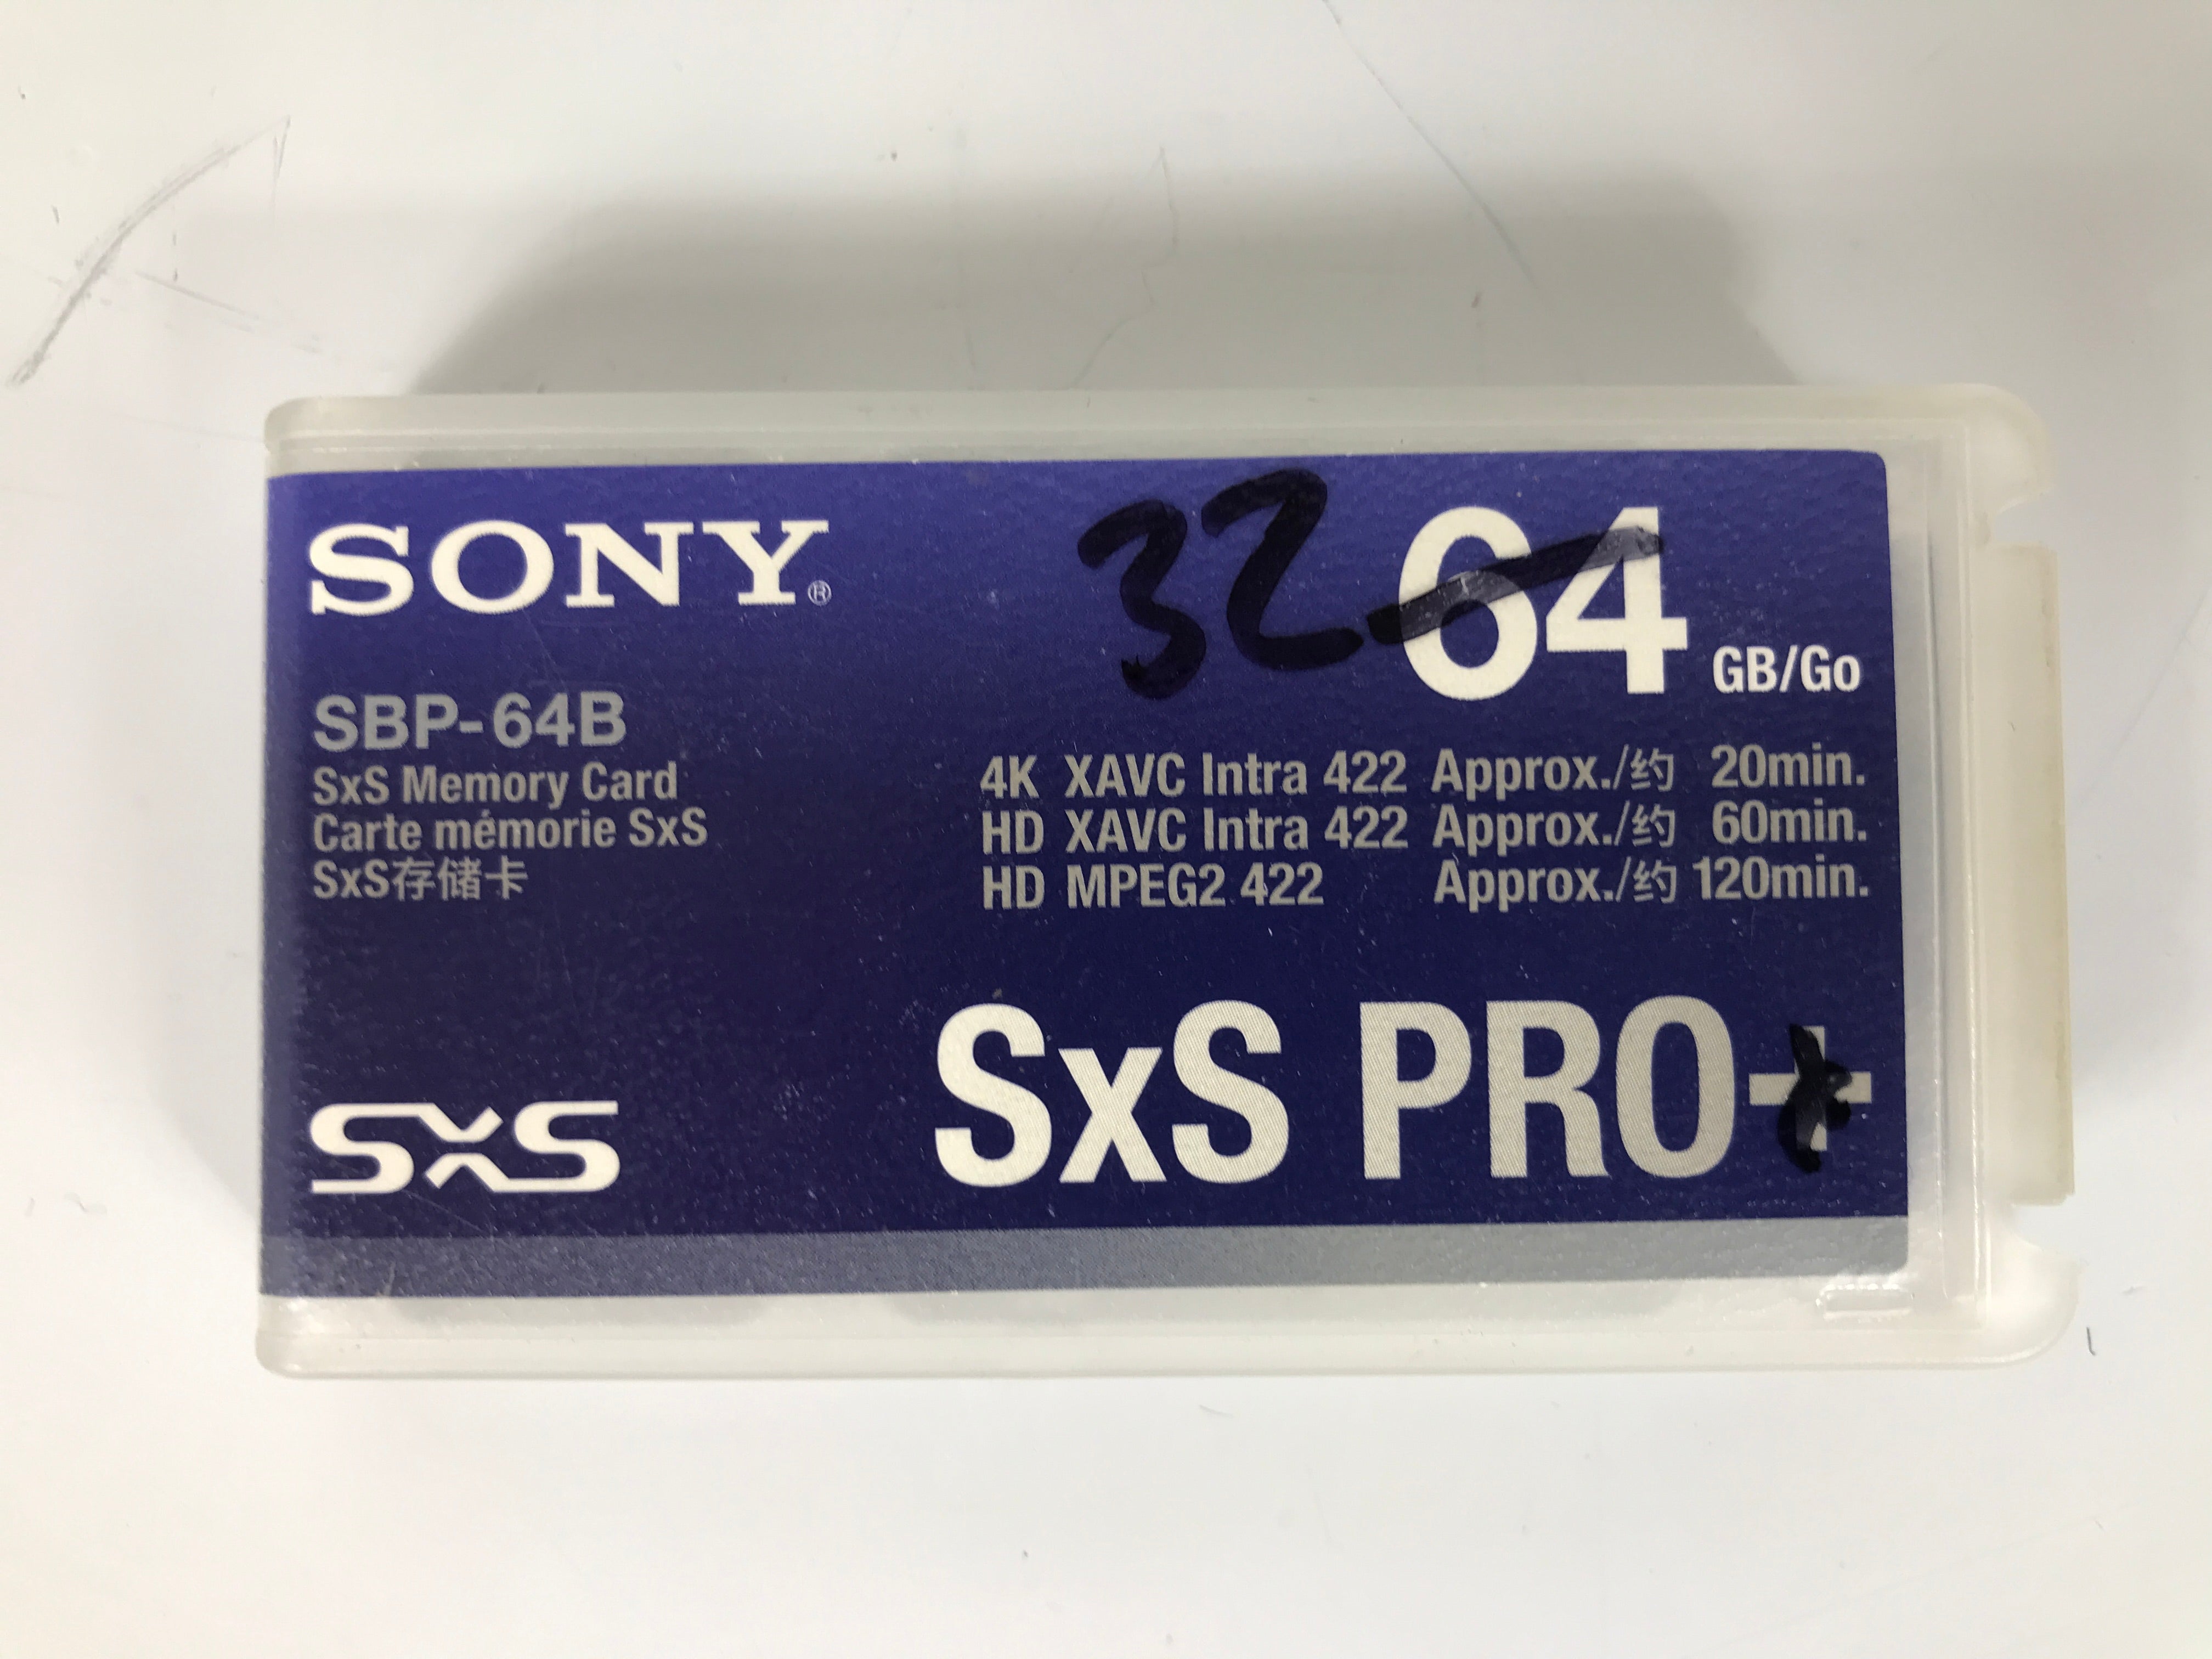 SONY®
32 64 GB/Go
SBP-64B
SxS Memory Card
Carte mémorie SxS
SxS存储卡
4K XAVC Intra 422 Approx./约 20min.
HD XAVC Intra 422 Approx./约 60min.
HD MPEG2 422 Approx./约 120min.
SxS PRO+
SxS